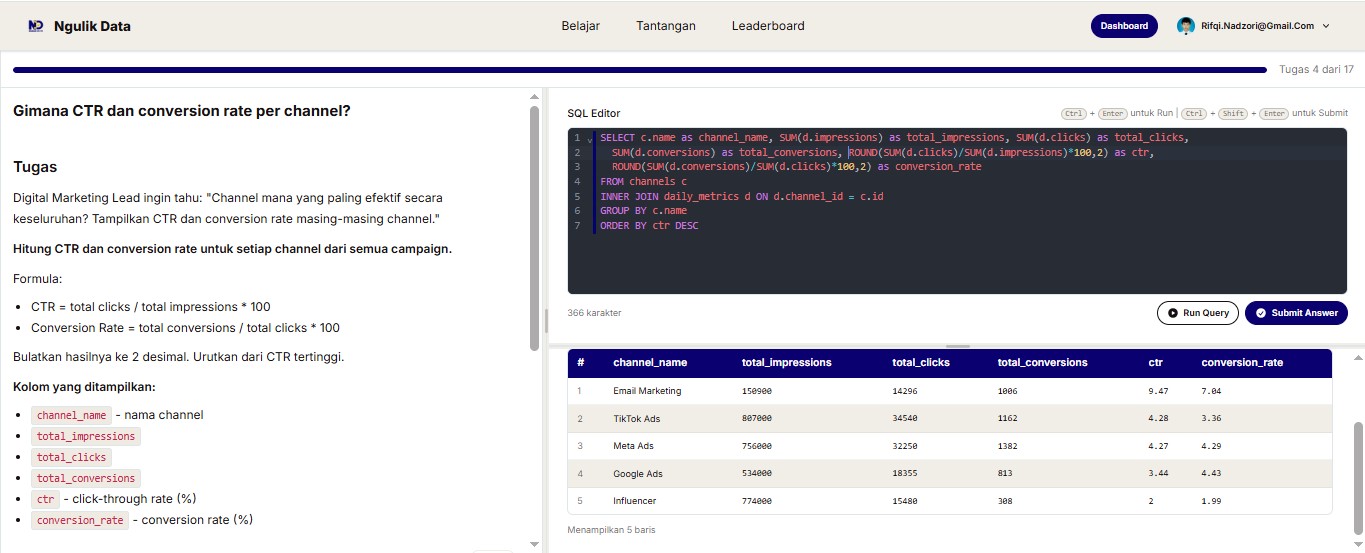 Ngulik Data
Belajar
Tantangan
Leaderboard
Dashboard
Rifqi.Nadzori@Gmail.Com
Tugas 4 dari 17
Gimana CTR dan conversion rate per channel?
Tugas
Digital Marketing Lead ingin tahu: "Channel mana yang paling efektif secara
keseluruhan? Tampilkan CTR dan conversion rate masing-masing channel."
Hitung CTR dan conversion rate untuk setiap channel dari semua campaign.
Formula:
• CTR = total clicks / total impressions * 100
• Conversion Rate = total conversions / total clicks * 100
Bulatkan hasilnya ke 2 desimal. Urutkan dari CTR tertinggi.
Kolom yang ditampilkan:
• channel_name - nama channel
• total_impressions
• total_clicks
• total_conversions
• ctr - click-through rate (%)
• conversion_rate - conversion rate (%)
SQL Editor
Ctrl + Enter untuk Run | Ctrl + Shift + Enter untuk Submit
1 SELECT c.name as channel_name, SUM(d.impressions) as total_impressions, SUM(d.clicks) as total_clicks,
2 SUM(d.conversions) as total_conversions, ROUND(SUM(d.clicks)/SUM(d.impressions)*100,2) as ctr,
3 ROUND(SUM(d.conversions)/SUM(d.clicks)*100,2) as conversion_rate
4 FROM channels c
5 INNER JOIN daily_metrics d ON d.channel_id = c.id
6 GROUP BY c.name
7 ORDER BY ctr DESC
366 karakter
Run Query
Submit Answer
# channel_name total_impressions total_clicks total_conversions ctr conversion_rate
1 Email Marketing 150900 14296 1006 9.47 7.04
2 TikTok Ads 807000 34540 1162 4.28 3.36
3 Meta Ads 756000 32250 1382 4.27 4.29
4 Google Ads 534000 18355 813 3.44 4.43
5 Influencer 774000 15480 308 2 1.99
Menampilkan 5 baris